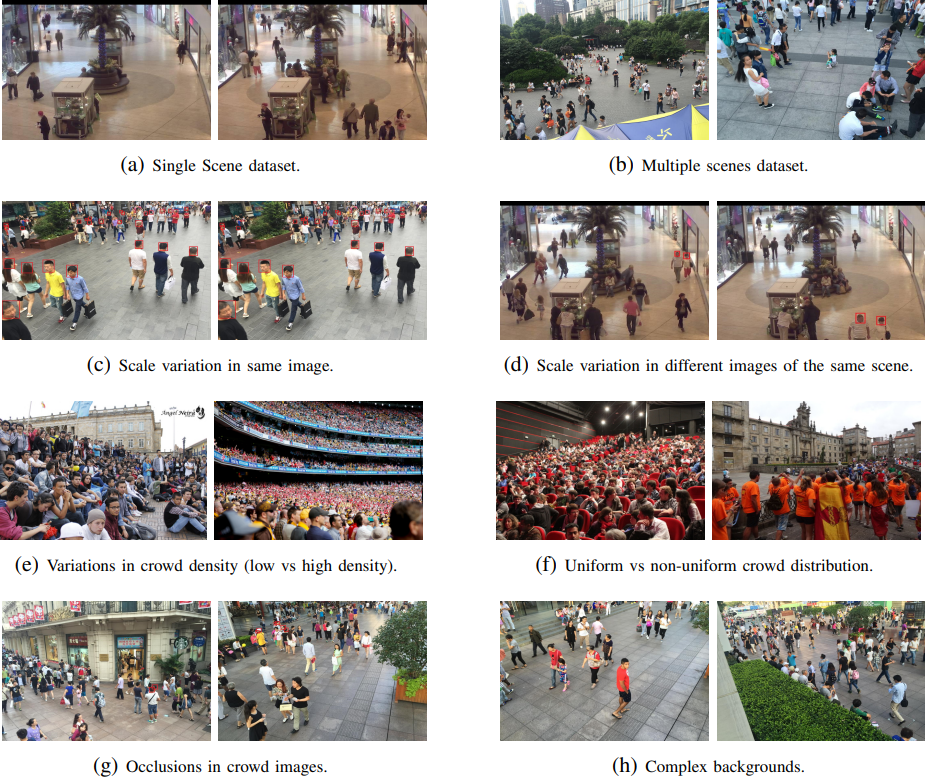 (a) Single Scene dataset.
(b) Multiple scenes dataset.
(c) Scale variation in same image.
(d) Scale variation in different images of the same scene.
Angel Neira
(e) Variations in crowd density (low vs high density).
(f) Uniform vs non-uniform crowd distribution.
(g) Occlusions in crowd images.
(h) Complex backgrounds.